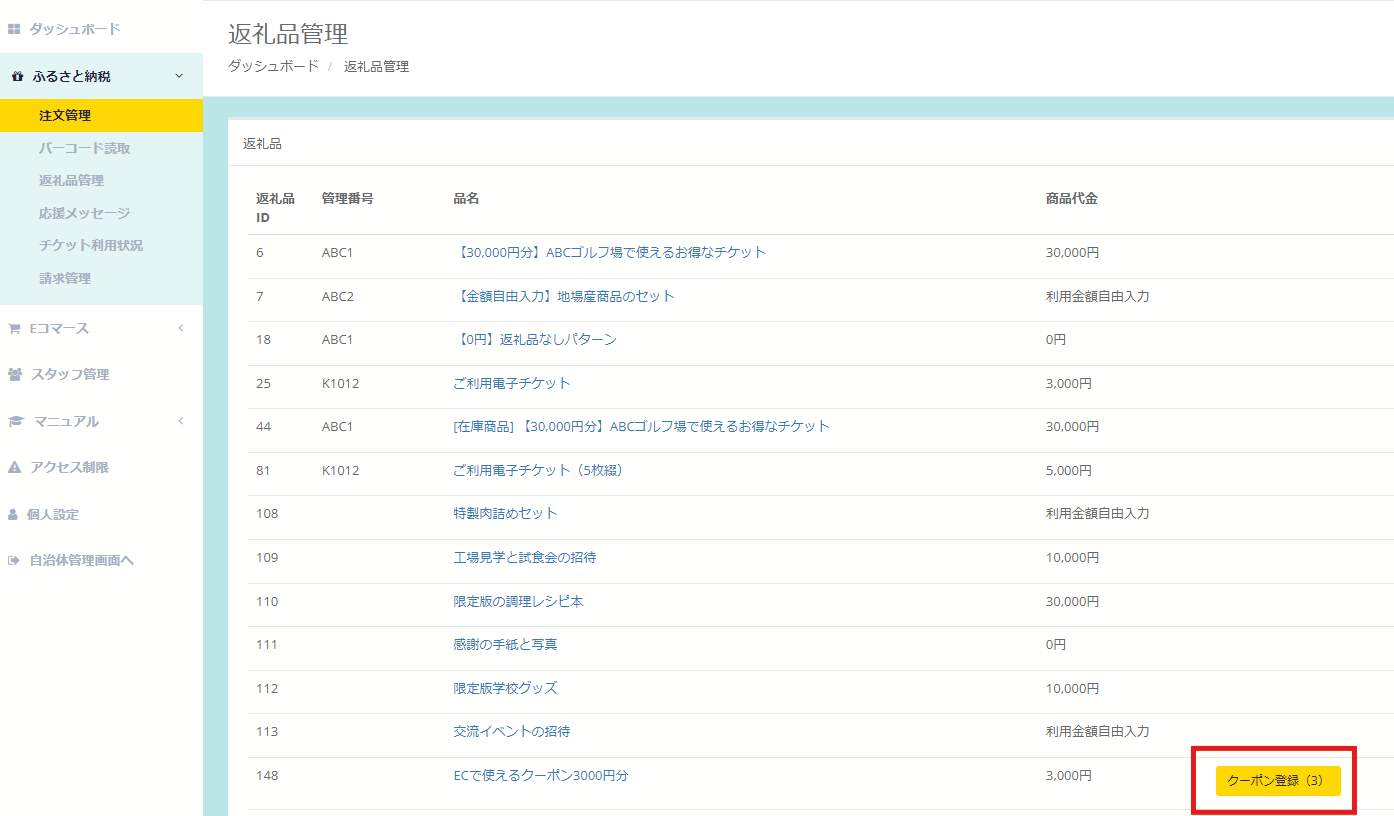 ダッシュボード
ふるさと納税
注文管理
バーコード読取
返礼品管理
応援メッセージ
チケット利用状況
請求管理
Eコマース
スタッフ管理
マニュアル
アクセス制限
個人設定
自治体管理画面へ
返礼品管理
ダッシュボード / 返礼品管理
返礼品
返礼品ID 管理番号 品名 商品代金
6 ABC1 【30,000円分】ABCゴルフ場で使えるお得なチケット 30,000円
7 ABC2 【金額自由入力】地場産商品のセット 利用金額自由入力
18 ABC1 【0円】返礼品なしパターン 0円
25 K1012 ご利用電子チケット 3,000円
44 ABC1 [在庫商品] 【30,000円分】ABCゴルフ場で使えるお得なチケット 30,000円
81 K1012 ご利用電子チケット（5枚綴） 5,000円
108 特製肉詰めセット 利用金額自由入力
109 工場見学と試食会の招待 10,000円
110 限定版の調理レシピ本 30,000円
111 感謝の手紙と写真 0円
112 限定版学校グッズ 10,000円
113 交流イベントの招待 利用金額自由入力
148 ECで使えるクーポン3000円分 3,000円 クーポン登録（3）